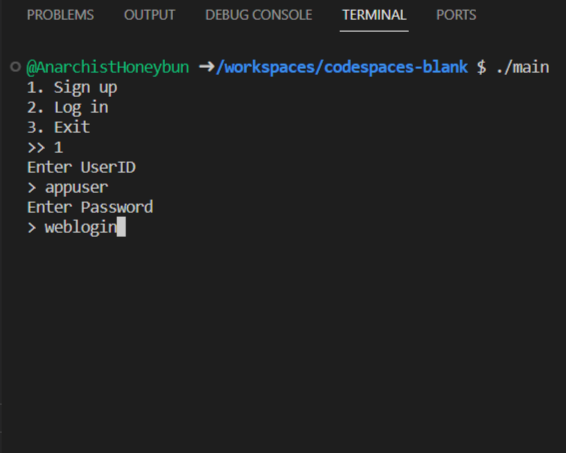 PROBLEMS OUTPUT DEBUG CONSOLE TERMINAL PORTS
@AnarchistHoneybun ➜/workspaces/codespaces-blank $ ./main
1. Sign up
2. Log in
3. Exit
>> 1
Enter UserID
> appuser
Enter Password
> weblogin